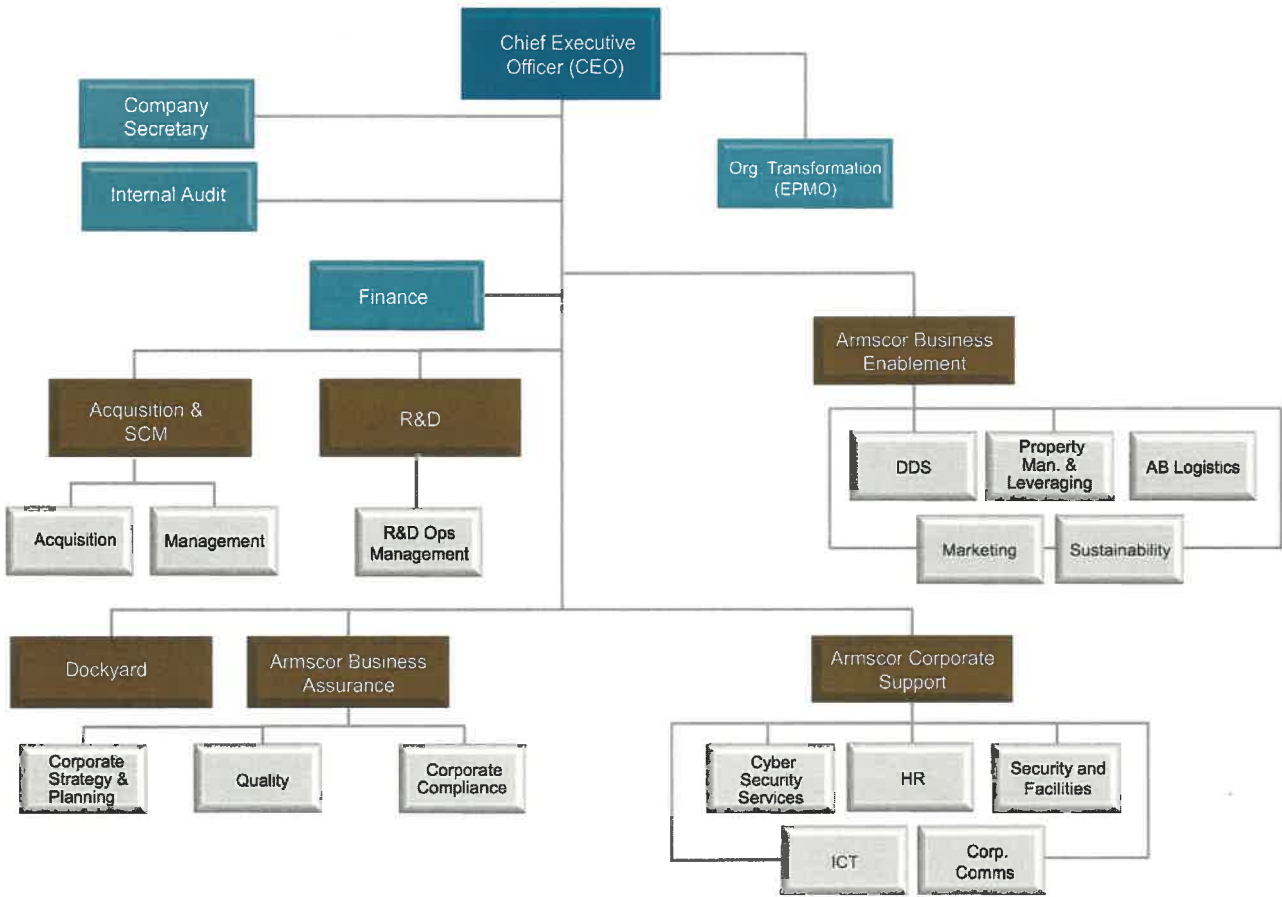 Chief Executive
Officer (CEO)
Company
Secretary
Org. Transformation
(EPMO)
Internal Audit
Finance
Armscor Business
Enablement
Acquisition &
SCM
R&D
DDS
Property
Man. &
Leveraging
AB Logistics
Acquisition
Management
R&D Ops
Management
Marketing
Sustainability
Dockyard
Armscor Business
Assurance
Armscor Corporate
Support
Corporate
Strategy &
Planning
Quality
Corporate
Compliance
Cyber
Security
Services
HR
Security and
Facilities
ICT
Corp.
Comms